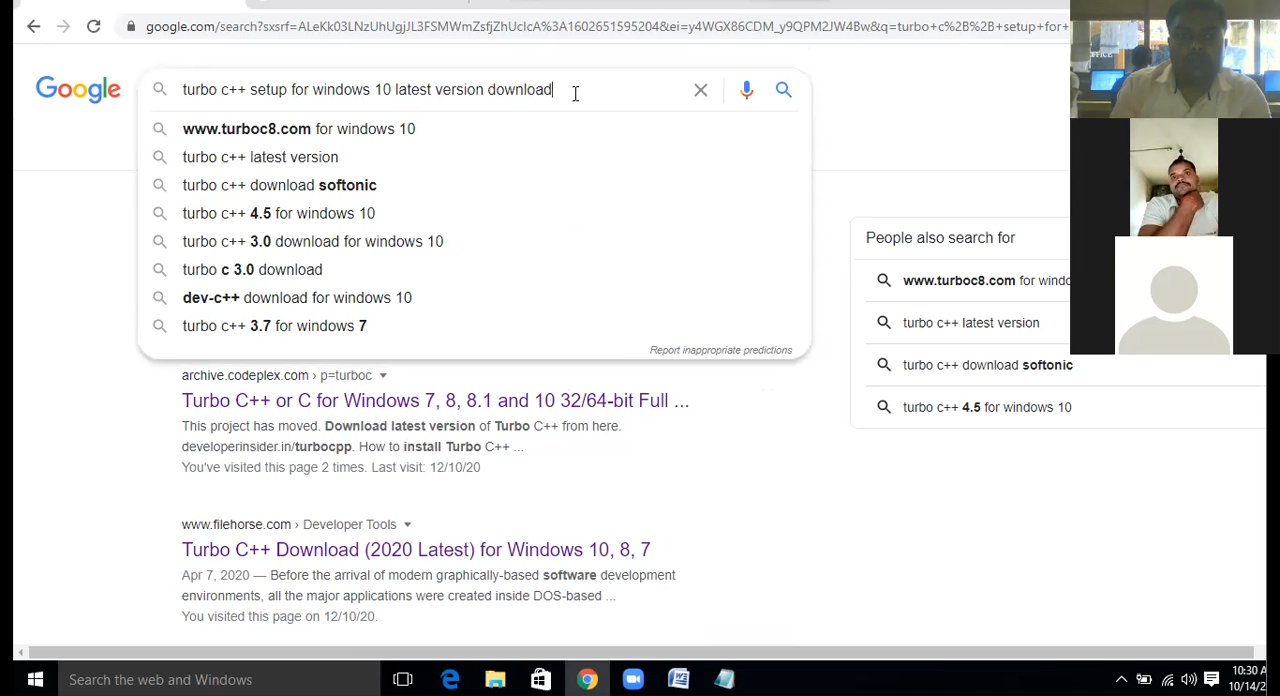 google.com/search?sxsrf=ALeKk03LNzUhUgjJL3FSMWmZsfjZhUclcA%3A1602651595204&ei=y4WGX86CDM_y9QPM2JW4Bw&q=turbo+c%2B%2B+setup+for+
Google
turbo c++ setup for windows 10 latest version download
www.turboc8.com for windows 10
turbo c++ latest version
turbo c++ download softonic
turbo c++ 4.5 for windows 10
turbo c++ 3.0 download for windows 10
turbo c 3.0 download
dev-c++ download for windows 10
turbo c++ 3.7 for windows 7
Report inappropriate predictions
People also search for
www.turboc8.com for windo
turbo c++ latest version
turbo c++ download softonic
turbo c++ 4.5 for windows 10
archive.codeplex.com › p=turboc
Turbo C++ or C for Windows 7, 8, 8.1 and 10 32/64-bit Full ...
This project has moved. Download latest version of Turbo C++ from here.
developerinsider.in/turbocpp. How to install Turbo C++ ...
You've visited this page 2 times. Last visit: 12/10/20
www.filehorse.com › Developer Tools
Turbo C++ Download (2020 Latest) for Windows 10, 8, 7
Apr 7, 2020 — Before the arrival of modern graphically-based software development
environments, all the major applications were created inside DOS-based ...
You visited this page on 12/10/20.
Search the web and Windows
10:30 A
10/14/2